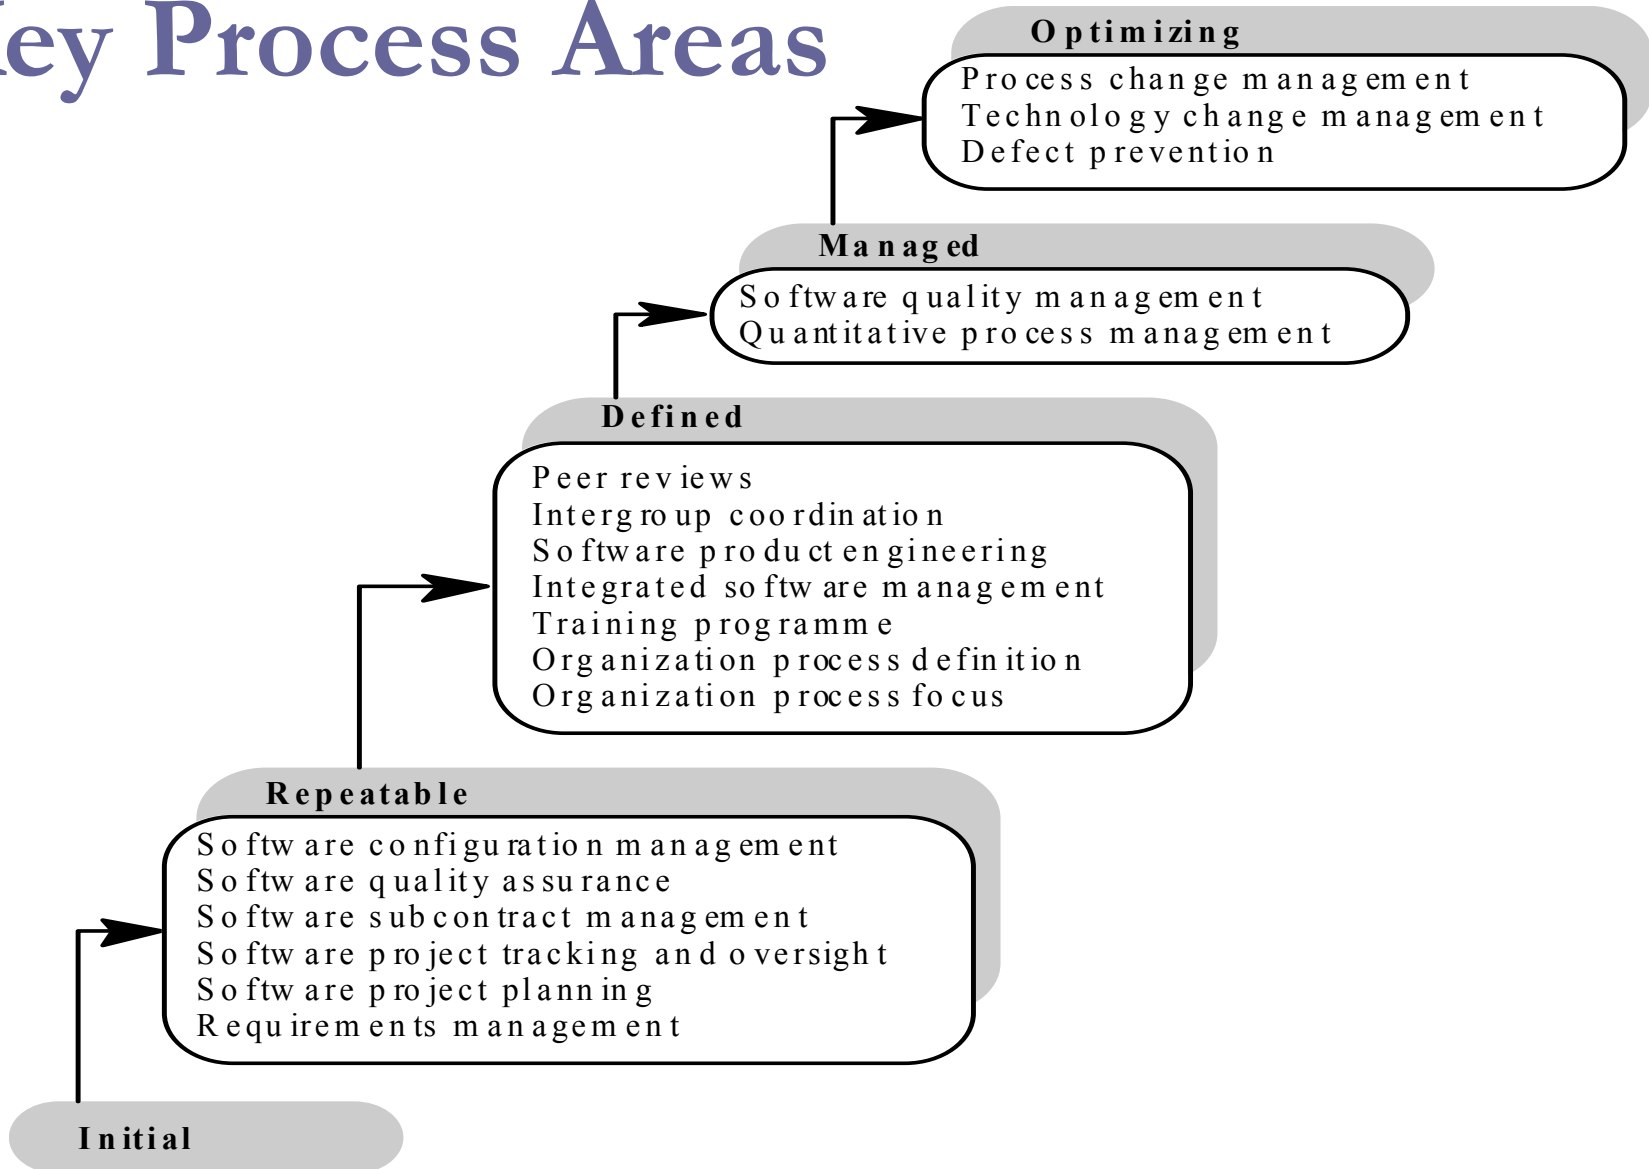 ey Process Areas
Optimizing
Process change management
Technology change management
Defect prevention
Managed
Software quality management
Quantitative process management
Defined
Peer reviews
Intergroup coordination
Software product engineering
Integrated software management
Training programme
Organization process definition
Organization process focus
Repeatable
Software configuration management
Software quality assurance
Software subcontract management
Software project tracking and oversight
Software project planning
Requirements management
Initial